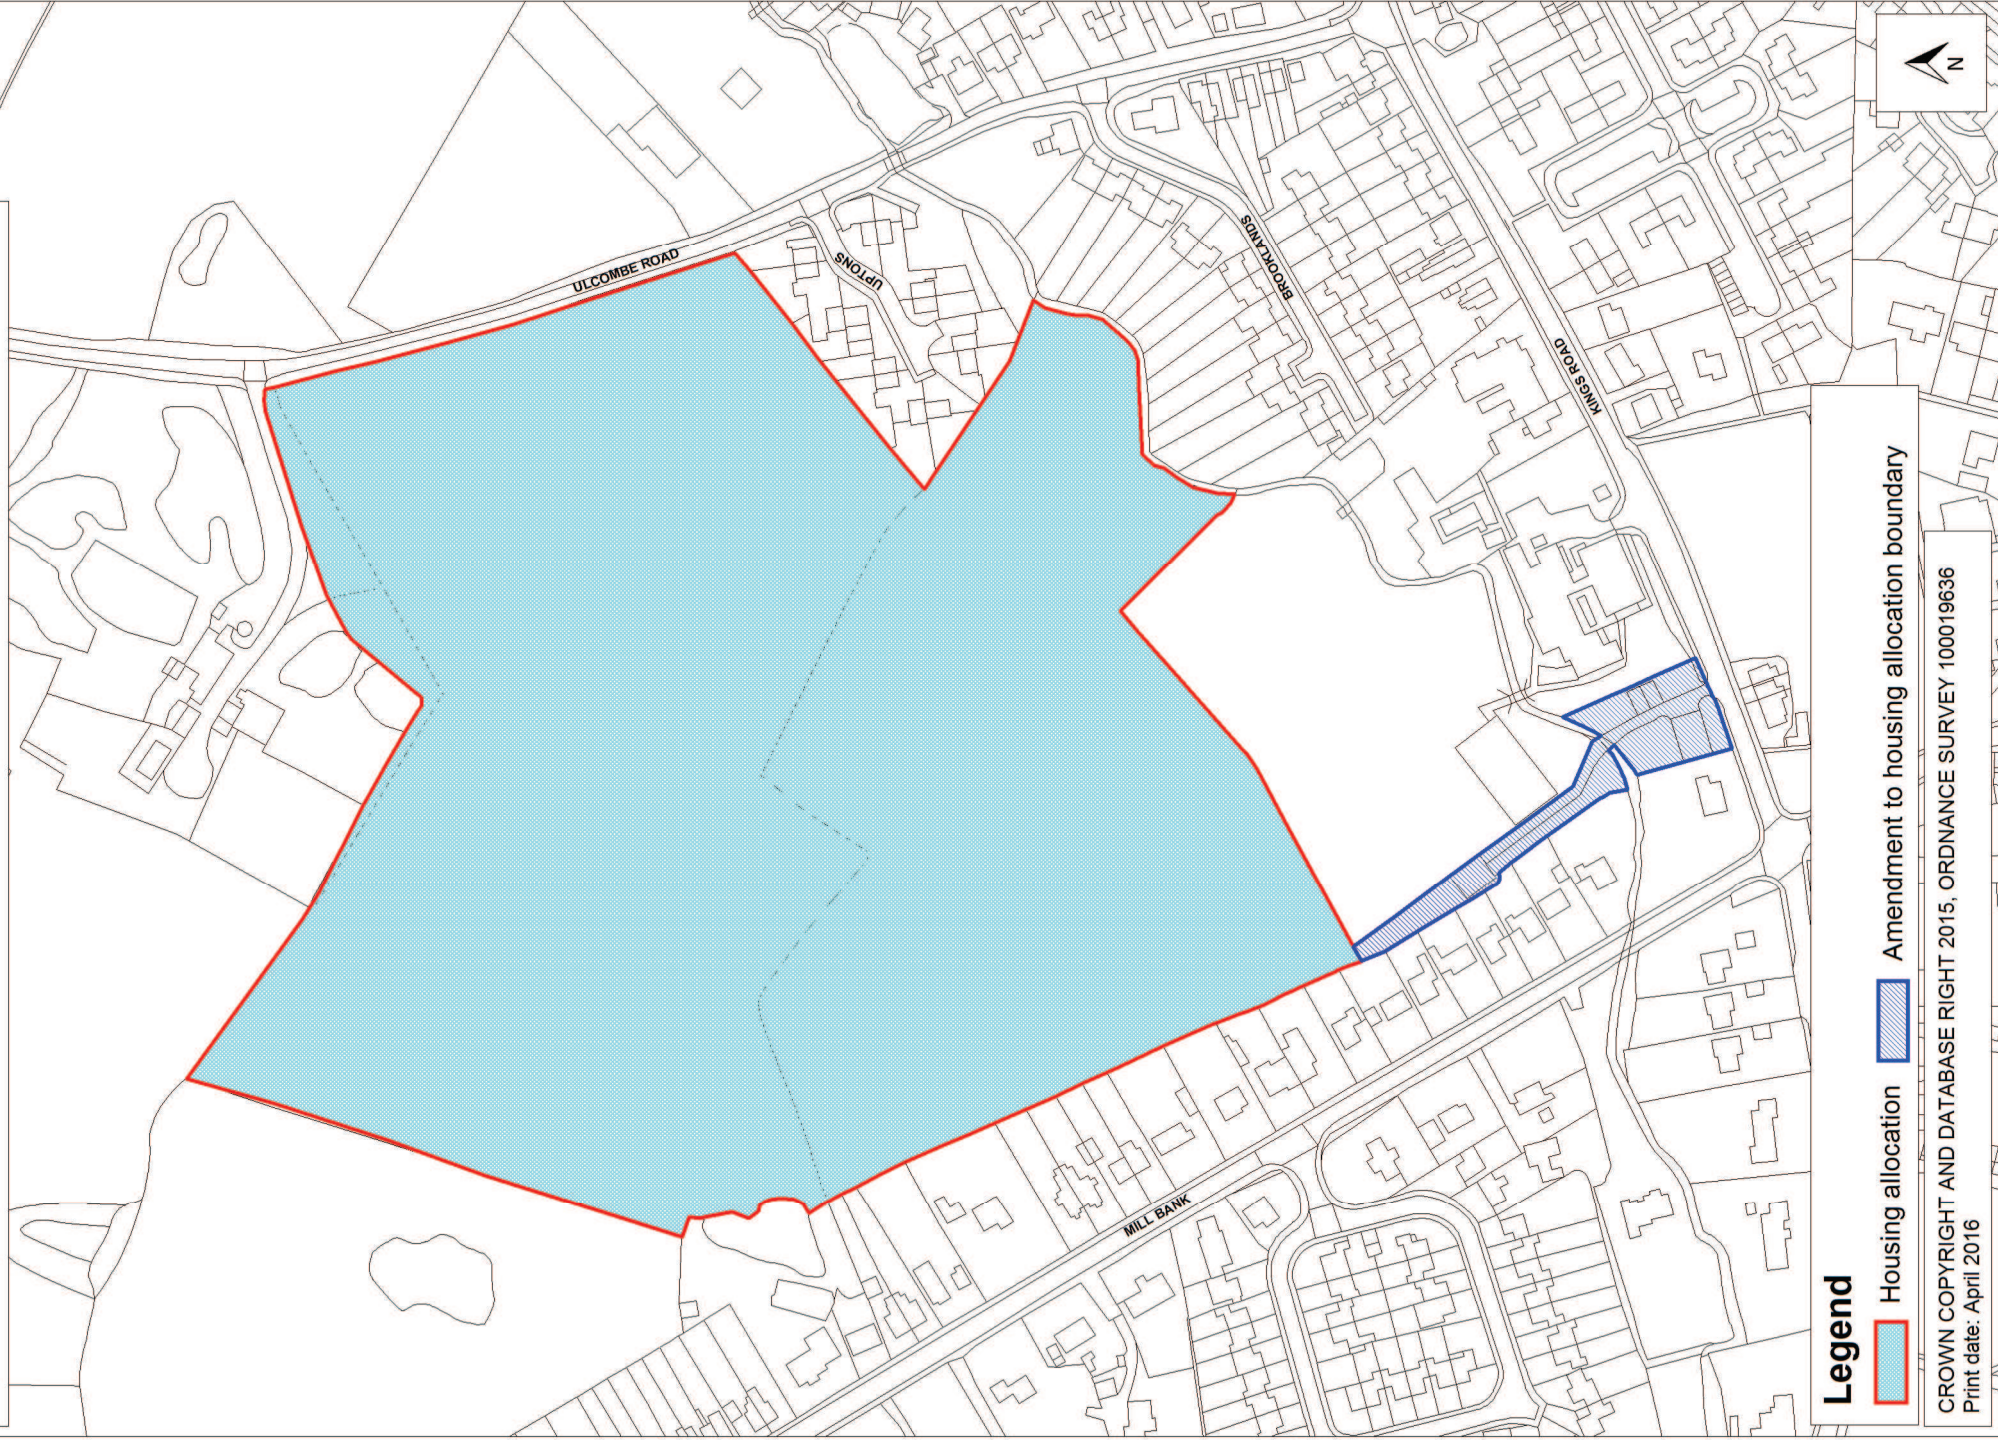 ULCOMBE ROAD
UPTONS
BROOKLANDS
KINGS ROAD
MILL BANK
N
Legend
Housing allocation
Amendment to housing allocation boundary
CROWN COPYRIGHT AND DATABASE RIGHT 2015, ORDNANCE SURVEY 100019636
Print date: April 2016